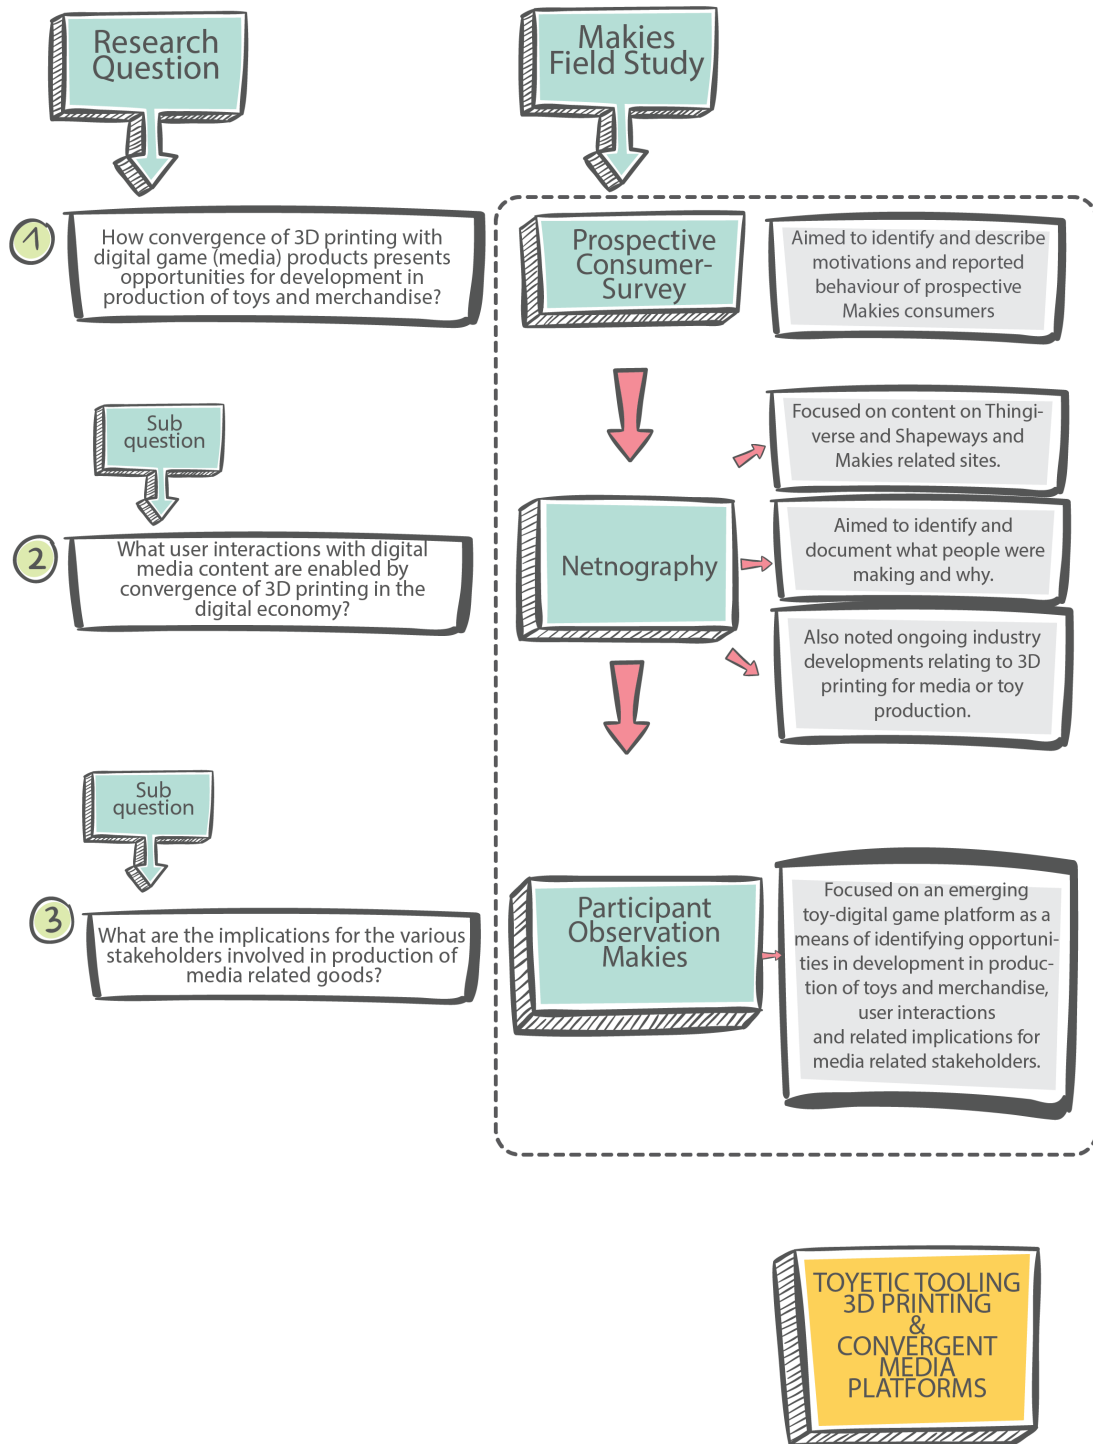 Research
Question
1
How convergence of 3D printing with
digital game (media) products presents
opportunities for development in
production of toys and merchandise?
Sub
question
2
What user interactions with digital
media content are enabled by
convergence of 3D printing in the
digital economy?
Sub
question
3
What are the implications for the various
stakeholders involved in production of
media related goods?
Makies
Field Study
Prospective
Consumer-
Survey
Aimed to identify and describe
motivations and reported
behaviour of prospective
Makies consumers
Netnography
Focused on content on Thingi-
verse and Shapeways and
Makies related sites.
Aimed to identify and
document what people were
making and why.
Also noted ongoing industry
developments relating to 3D
printing for media or toy
production.
Participant
Observation
Makies
Focused on an emerging
toy-digital game platform as a
means of identifying opportuni-
ties in development in produc-
tion of toys and merchandise,
user interactions
and related implications for
media related stakeholders.
TOYETIC TOOLING
3D PRINTING
&
CONVERGENT
MEDIA
PLATFORMS